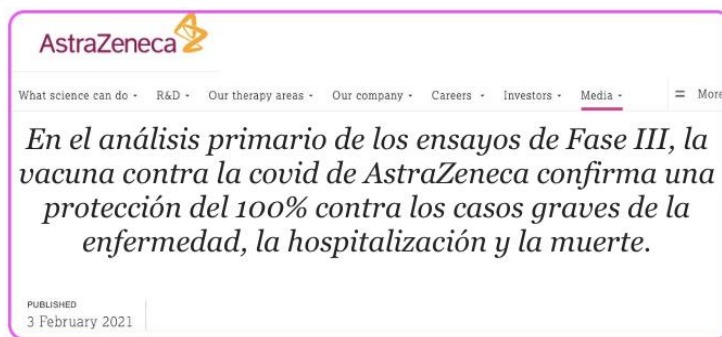 AstraZeneca
What science can do R&D Our therapy areas Our company Careers Investors Media More
En el análisis primario de los ensayos de Fase III, la
vacuna contra la covid de AstraZeneca confirma una
protección del 100% contra los casos graves de la
enfermedad, la hospitalización y la muerte.
PUBLISHED
3 February 2021